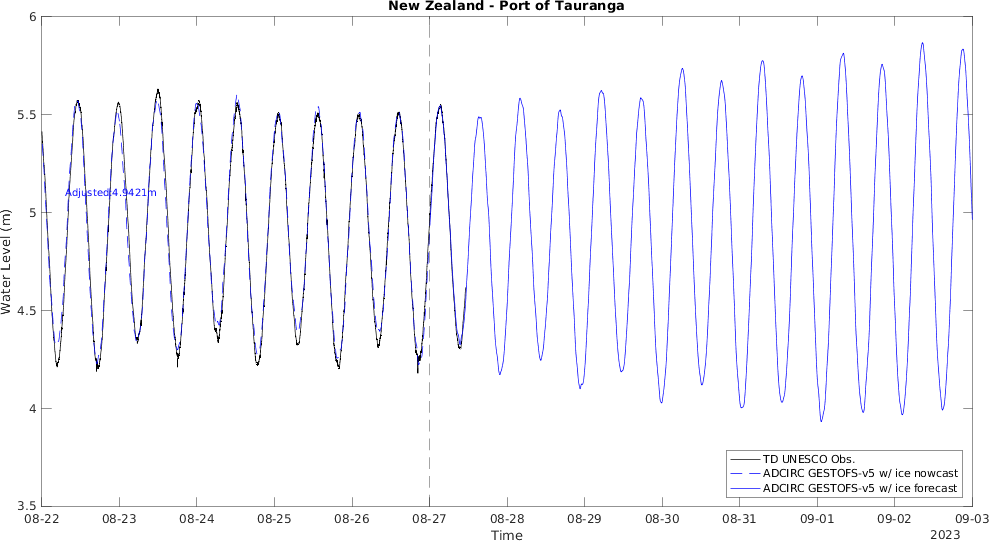 New Zealand - Port of Tauranga
6
5.5
5
4.5
4
3.5
Water Level (m)
Adjusted:4.9421m
TD UNESCO Obs.
ADCIRC GESTOFS-v5 w/ ice nowcast
ADCIRC GESTOFS-v5 w/ ice forecast
08-22 08-23 08-24 08-25 08-26 08-27 08-28 08-29 08-30 08-31 09-01 09-02 09-03
Time
2023